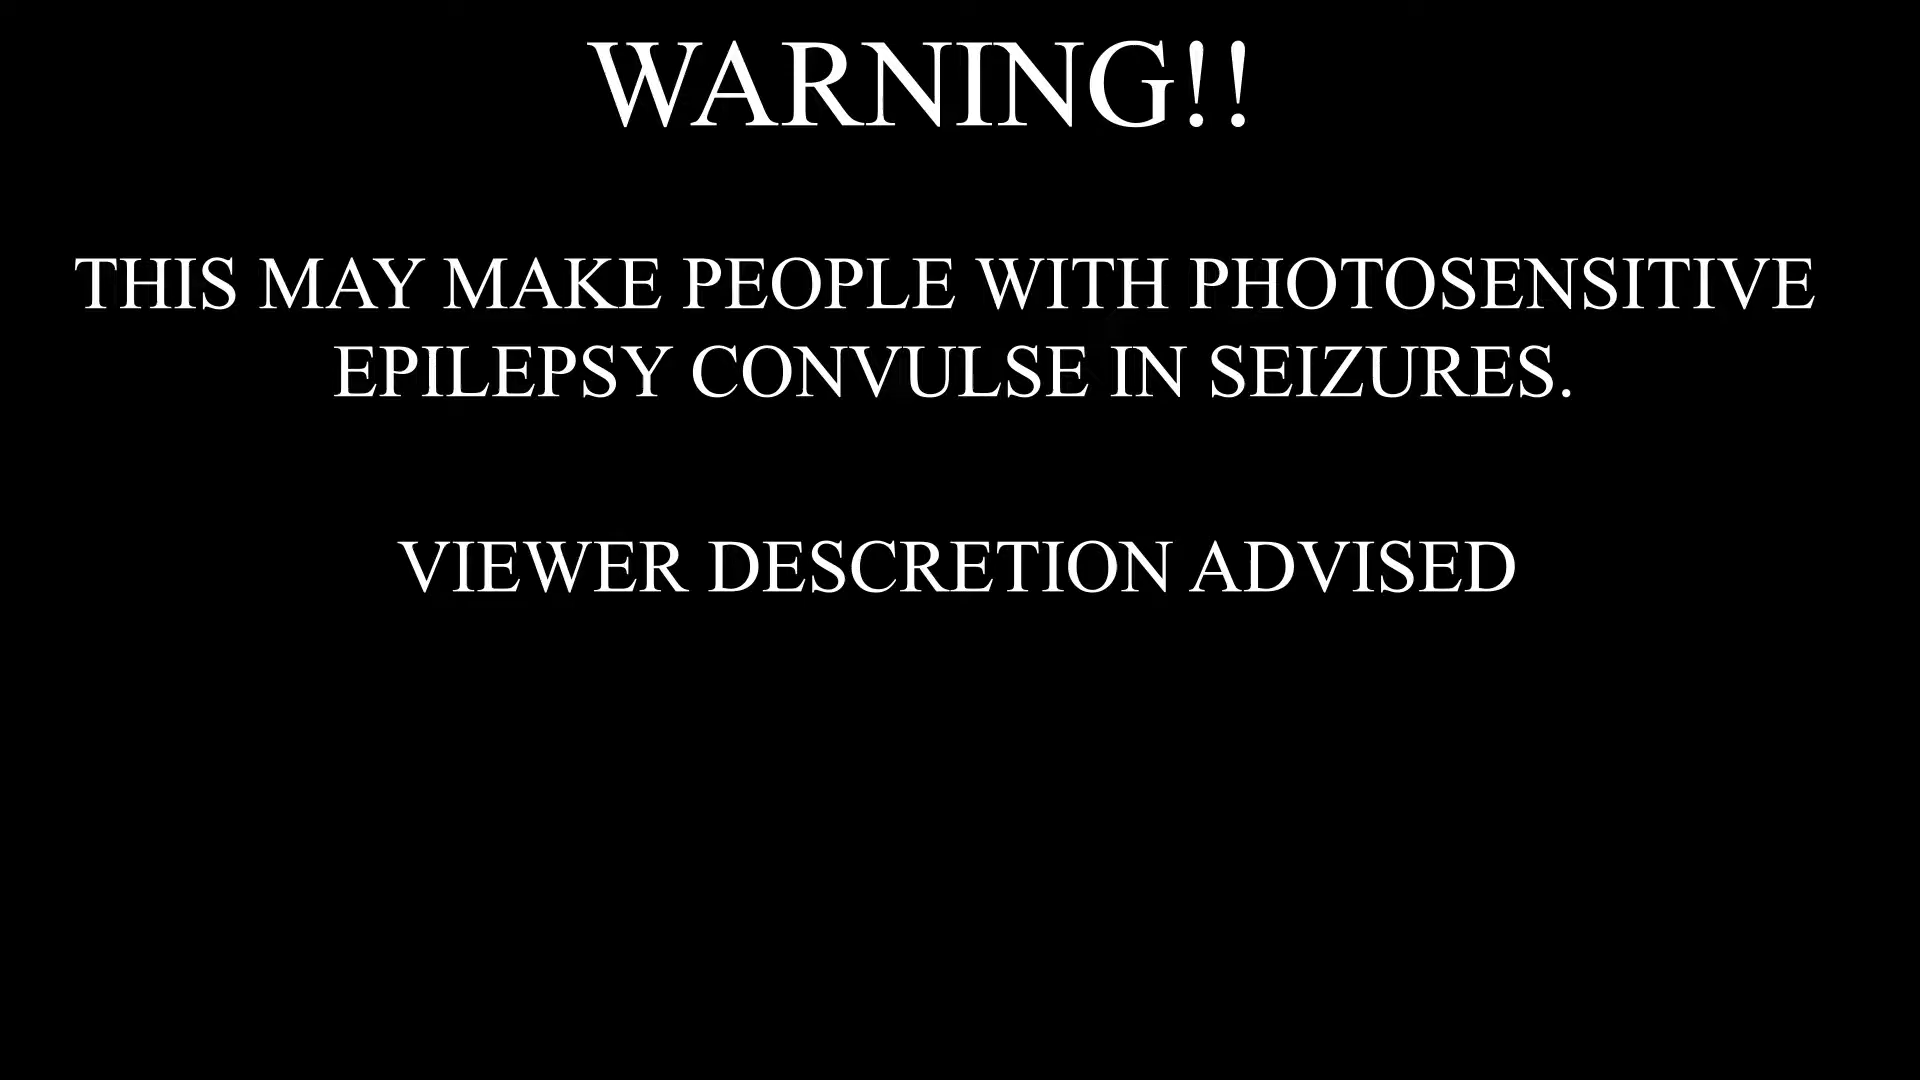 WARNING!!
THIS MAY MAKE PEOPLE WITH PHOTOSENSITIVE
EPILEPSY CONVULSE IN SEIZURES.
VIEWER DESCRETION ADVISED